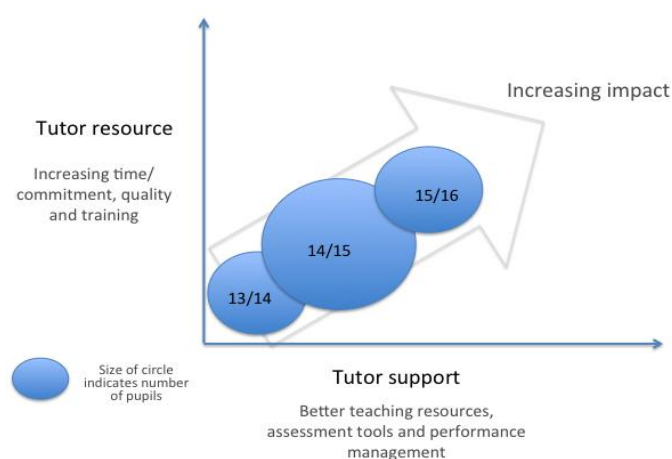 Increasing impact
Tutor resource
Increasing time/
commitment, quality
and training
15/16
14/15
13/14
Size of circle
indicates number
of pupils
Tutor support
Better teaching resources,
assessment tools and performance
management